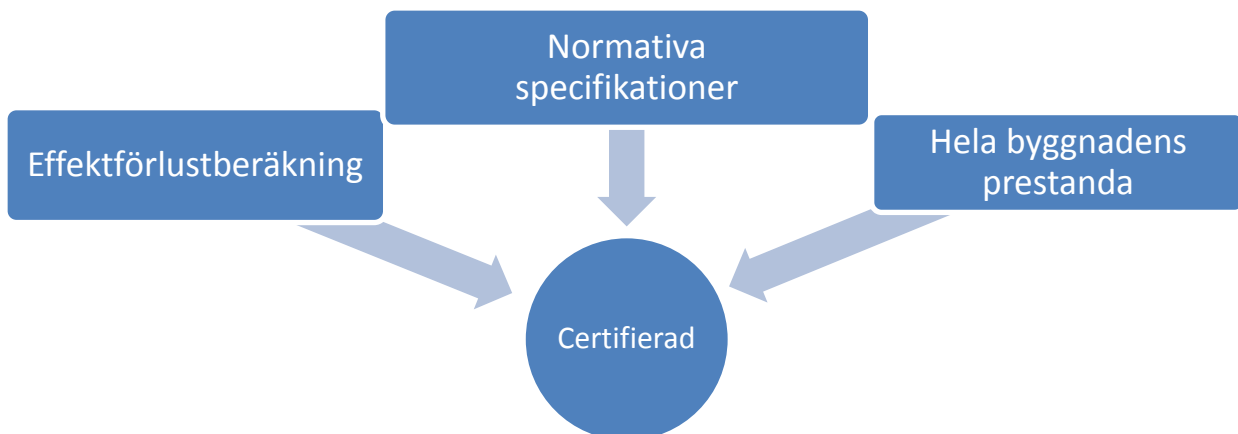 Normativa
specifikationer
Effektförlustberäkning
Hela byggnadens
prestanda
Certifierad